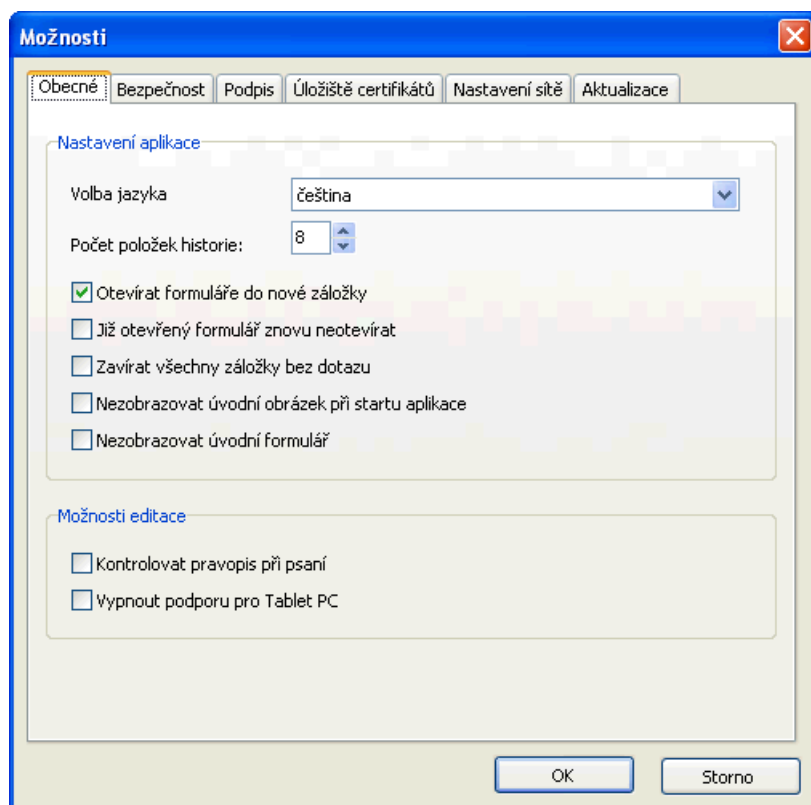 Možnosti
Obecné Bezpečnost Podpis Úložiště certifikátů Nastavení sítě Aktualizace
Nastavení aplikace
Volba jazyka čeština
Počet položek historie: 8
Otevírat formuláře do nové záložky
Již otevřený formulář znovu neotevírat
Zavírat všechny záložky bez dotazu
Nezobrazovat úvodní obrázek při startu aplikace
Nezobrazovat úvodní formulář
Možnosti editace
Kontrolovat pravopis při psaní
Vypnout podporu pro Tablet PC
OK Storno